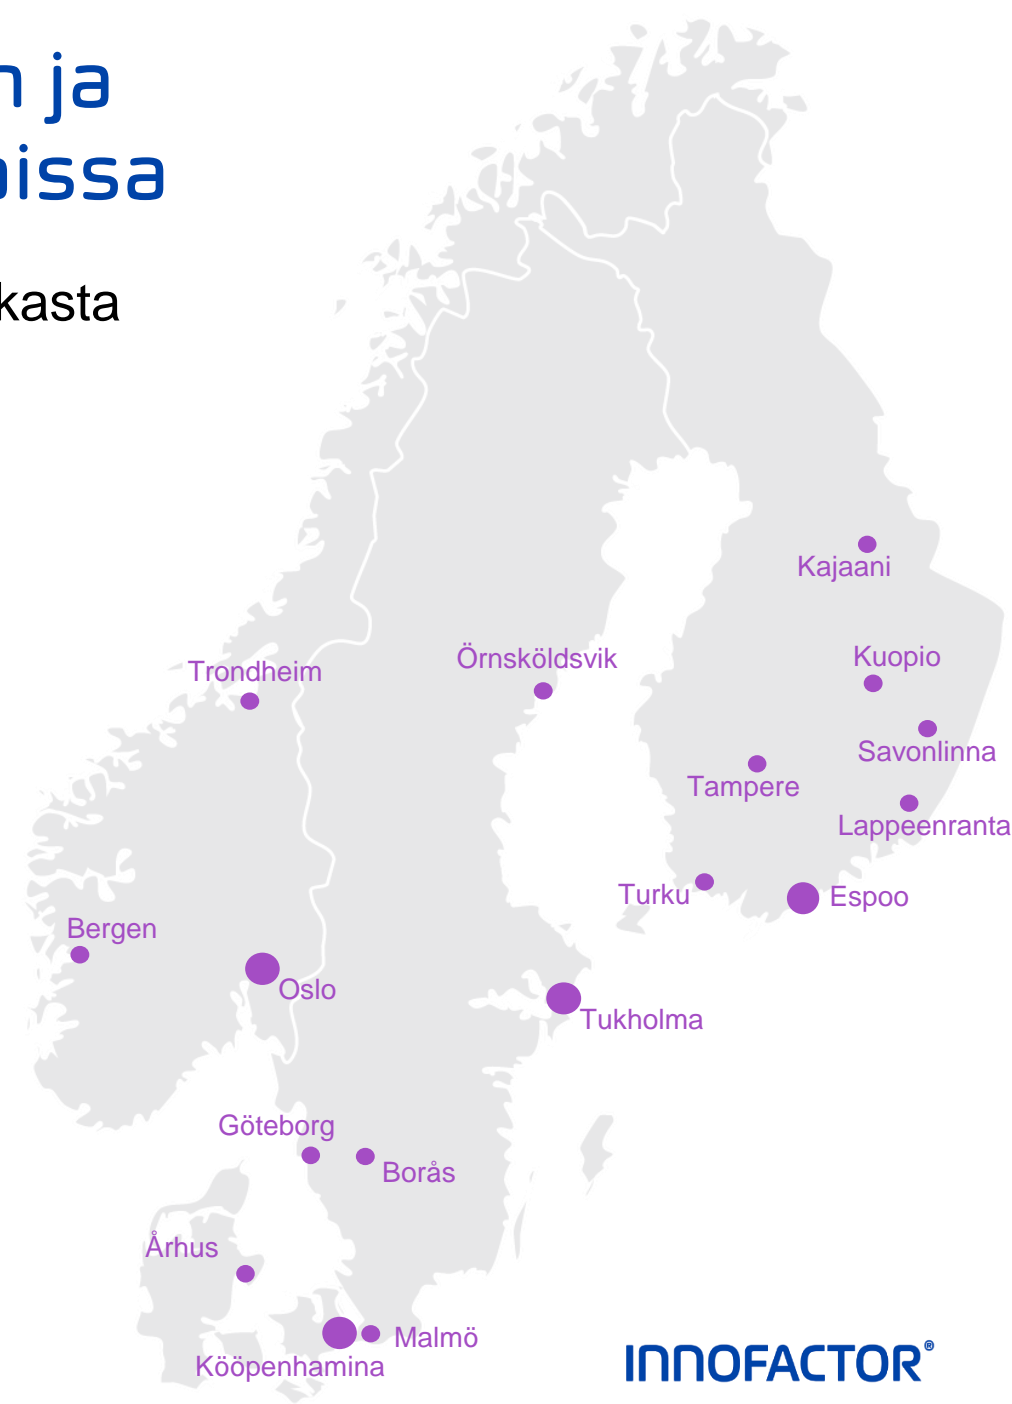 n ja
issa
kasta
Kajaani
Kuopio
Örnsköldsvik
Trondheim
Savonlinna
Tampere
Lappeenranta
Turku
Espoo
Bergen
Oslo
Tukholma
Göteborg
Borås
Århus
Malmö
Kööpenhamina
INNOFACTOR®